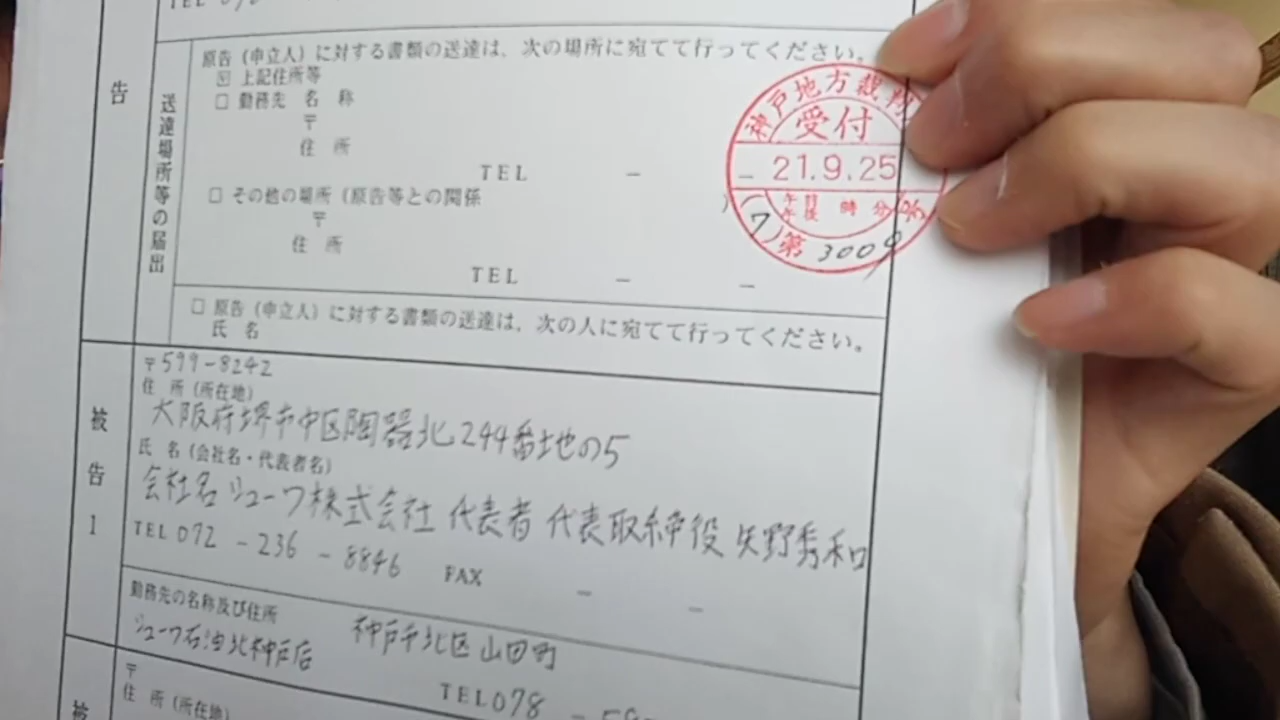 TEL 072
告
送達場所等の届出
原告（申立人）に対する書類の送達は、次の場所に宛てて行ってください。
上記住所等
□ 勤務先 名 称
〒
住 所
TEL －
□ その他の場所（原告等との関係 ）
〒
住 所
TEL － －
□ 原告（申立人）に対する書類の送達は、次の人に宛てて行ってください。
氏 名
神戸地方裁判所
受付
21.9.25
午前 午後 時 分
(7)第3009
被告1
〒599-8242
住 所（所在地）
大阪府堺市中区陶器北244番地の5
氏 名（会社名・代表者名）
会社名 シューワ株式会社 代表者 代表取締役 矢野秀和
TEL 072 － 236 － 8846 FAX － －
勤務先の名称及び住所
シューワ石油北神戸店 神戸市北区山田町
TEL 078 － 59
被
〒
住 所（所在地）